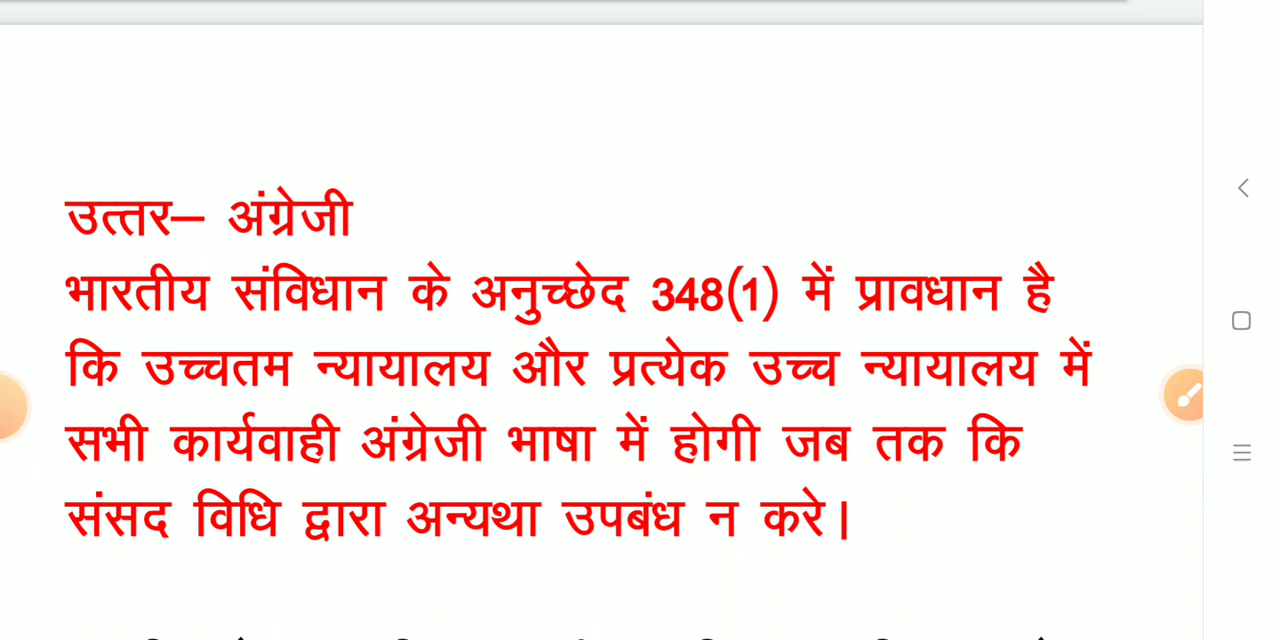 उत्तर– अंग्रेजी
भारतीय संविधान के अनुच्छेद 348(1) में प्रावधान है
कि उच्चतम न्यायालय और प्रत्येक उच्च न्यायालय में
सभी कार्यवाही अंग्रेजी भाषा में होगी जब तक कि
संसद विधि द्वारा अन्यथा उपबंध न करे।